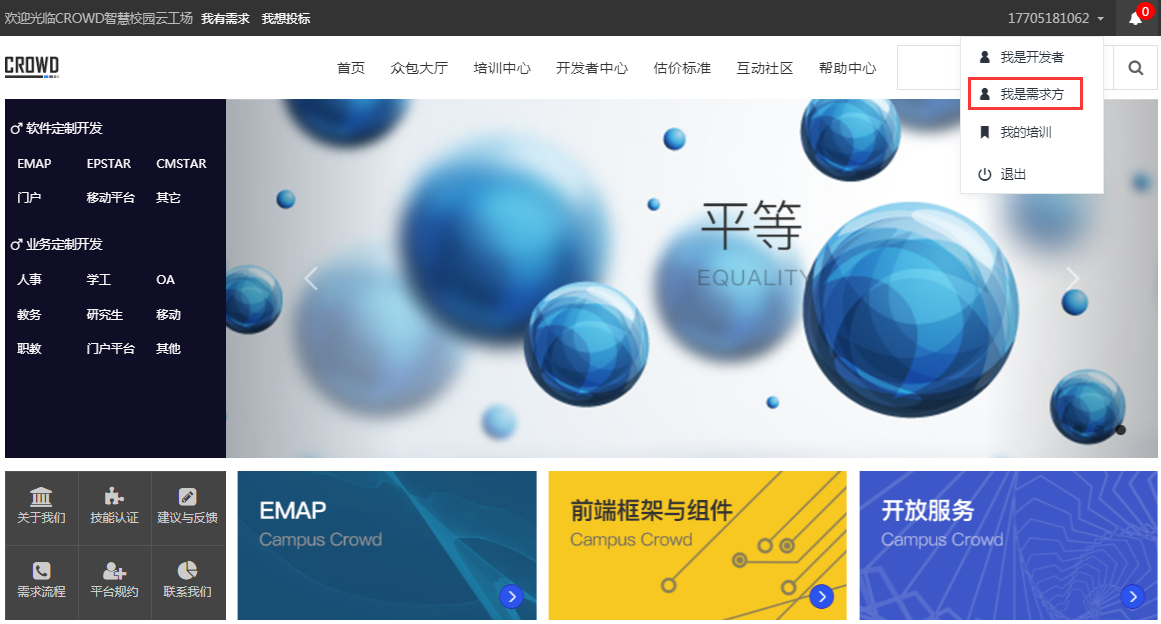 欢迎光临CROWD智慧校园云工场 我有需求 我想投标 17705181062 0
CROWD 首页 众包大厅 培训中心 开发者中心 估价标准 互动社区 帮助中心
我是开发者
我是需求方
我的培训
退出
软件定制开发
EMAP EPSTAR CMSTAR
门户 移动平台 其它
业务定制开发
人事 学工 OA
教务 研究生 移动
职教 门户平台 其他
平等
EQUALITY
关于我们 技能认证 建议与反馈
需求流程 平台规约 联系我们
EMAP
Campus Crowd
前端框架与组件
Campus Crowd
开放服务
Campus Crowd